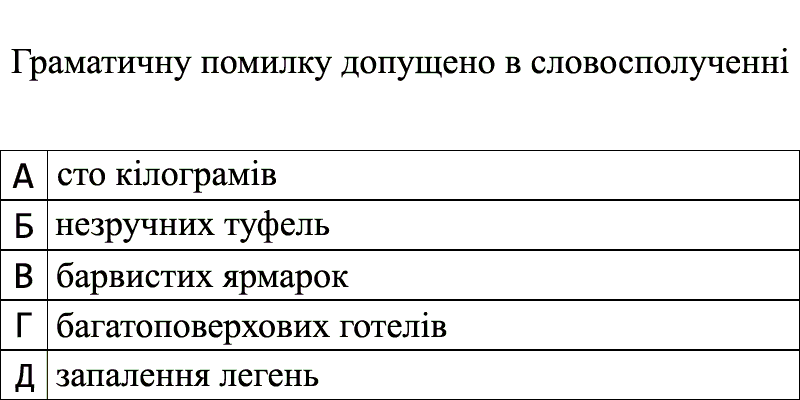 Граматичну помилку допущено в словосполученні
А сто кілограмів
Б незручних туфель
В барвистих ярмарок
Г багатоповерхових готелів
Д запалення легень